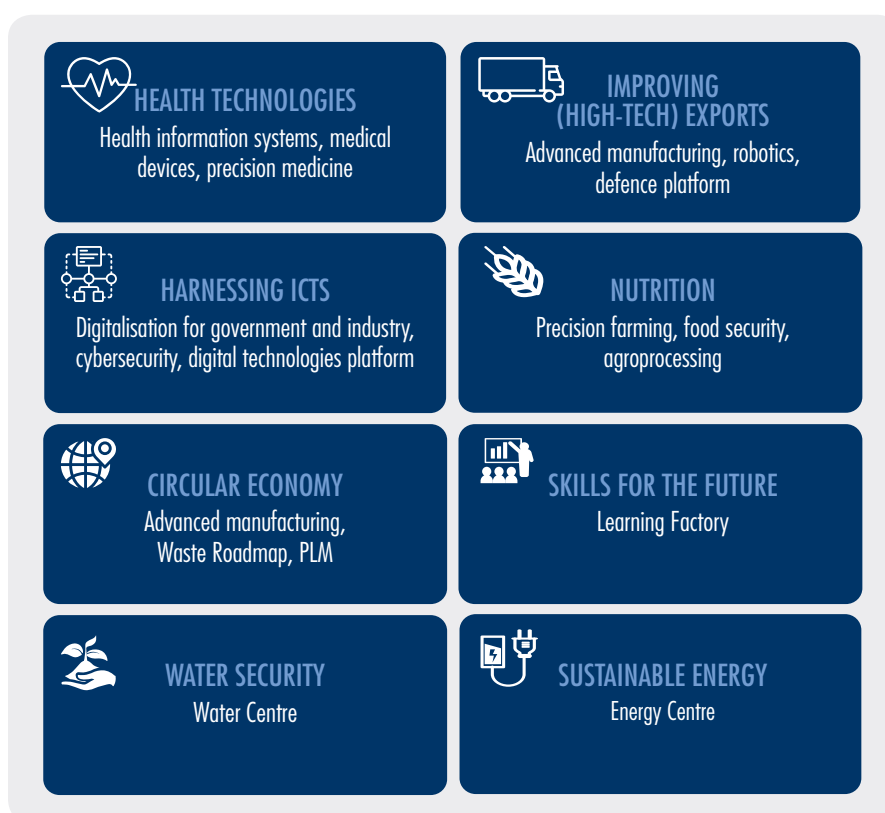 HEALTH TECHNOLOGIES
Health information systems, medical
devices, precision medicine
IMPROVING
(HIGH-TECH) EXPORTS
Advanced manufacturing, robotics,
defence platform
HARNESSING ICTS
Digitalisation for government and industry,
cybersecurity, digital technologies platform
NUTRITION
Precision farming, food security,
agroprocessing
CIRCULAR ECONOMY
Advanced manufacturing,
Waste Roadmap, PLM
SKILLS FOR THE FUTURE
Learning Factory
WATER SECURITY
Water Centre
SUSTAINABLE ENERGY
Energy Centre